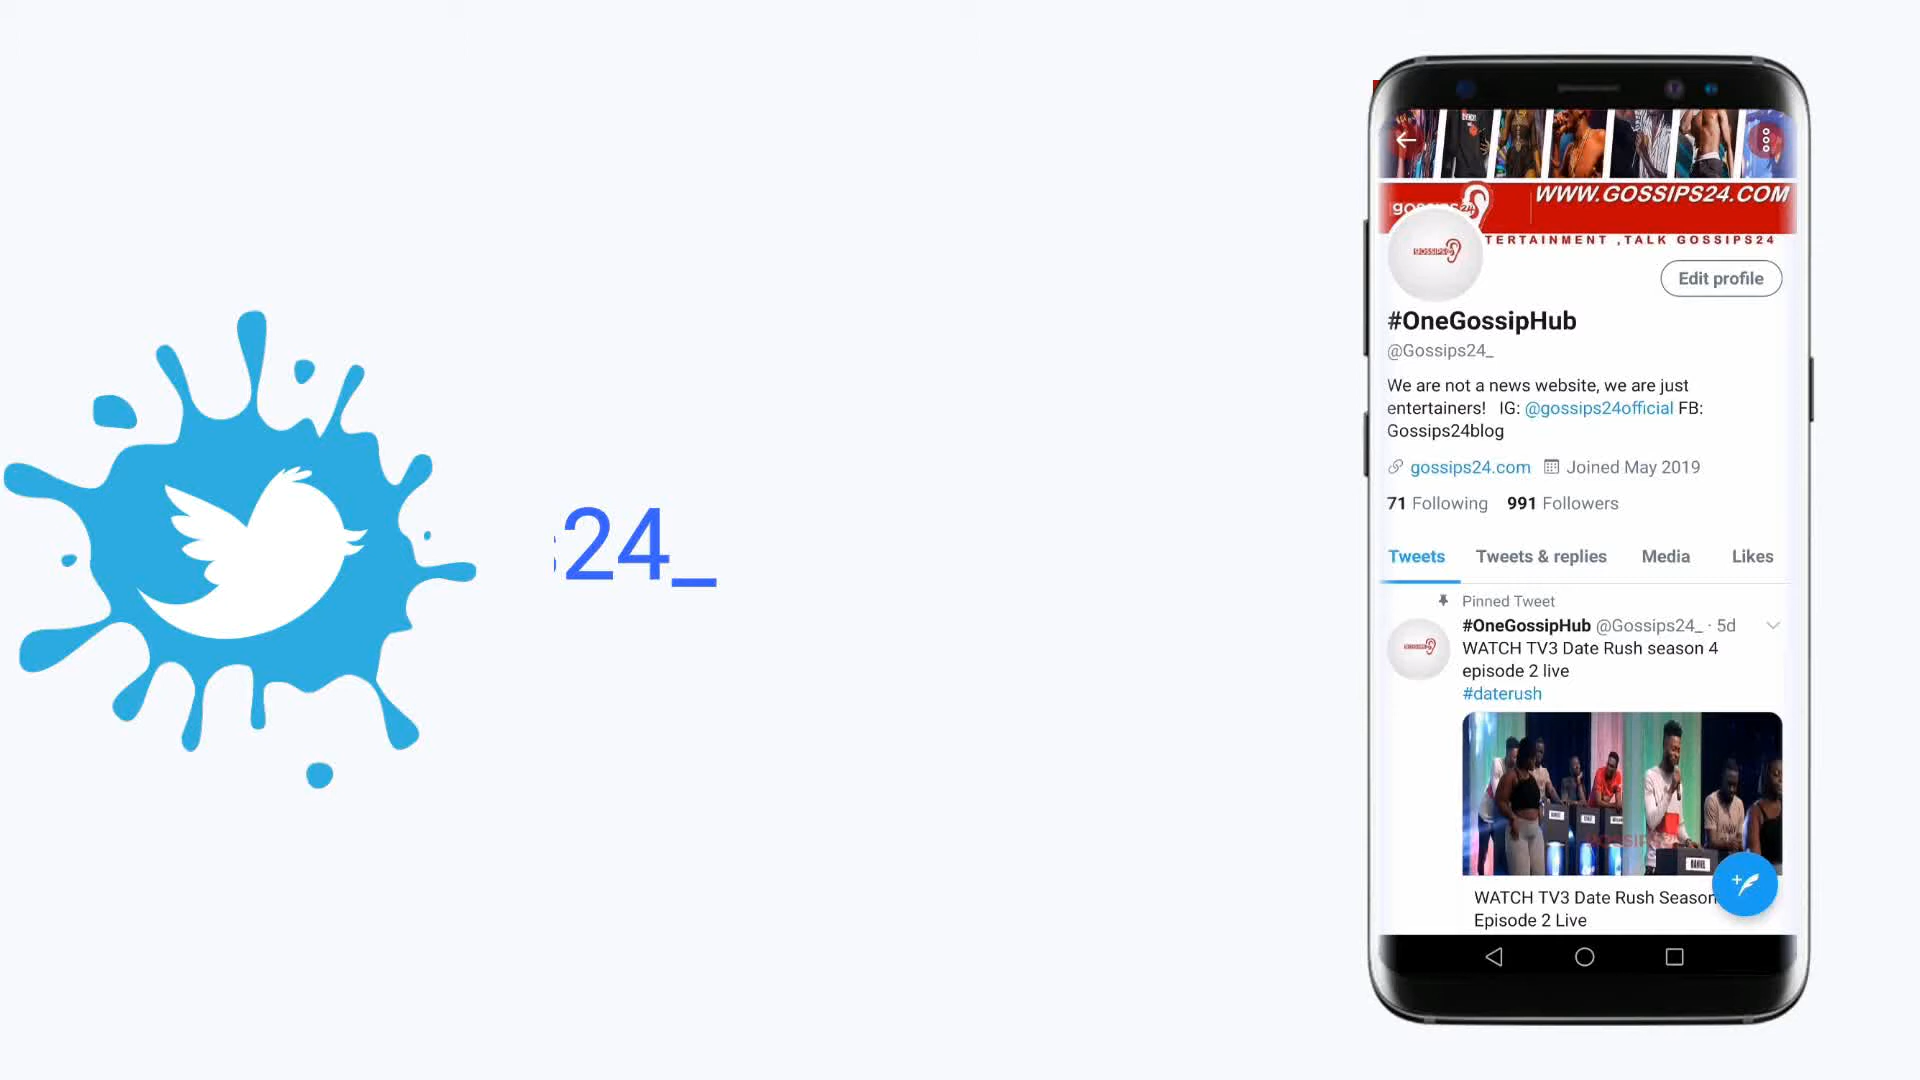 s24_
WWW.GOSSIPS24.COM
TERTAINMENT ,TALK GOSSIPS24
GOSSIPS24
Edit profile
#OneGossipHub
@Gossips24_
We are not a news website, we are just
entertainers! IG: @gossips24official FB:
Gossips24blog
gossips24.com Joined May 2019
71 Following 991 Followers
Tweets Tweets & replies Media Likes
Pinned Tweet
#OneGossipHub @Gossips24_ · 5d
WATCH TV3 Date Rush season 4
episode 2 live
#daterush
WATCH TV3 Date Rush Season
Episode 2 Live